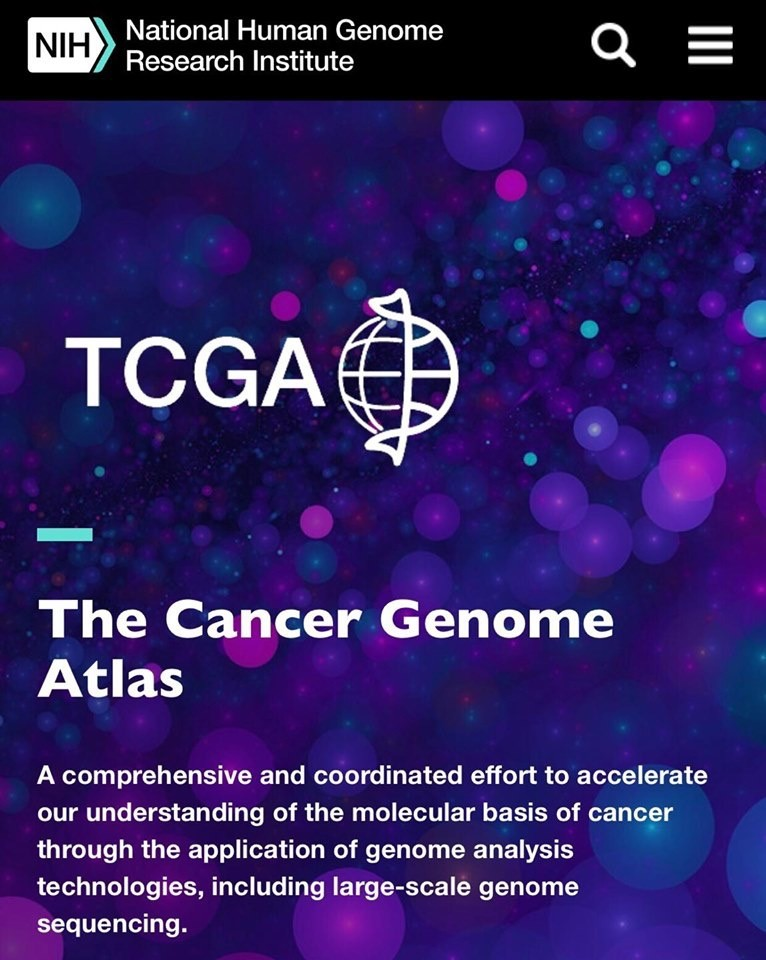 NIH National Human Genome
Research Institute
TCGA
The Cancer Genome
Atlas
A comprehensive and coordinated effort to accelerate
our understanding of the molecular basis of cancer
through the application of genome analysis
technologies, including large-scale genome
sequencing.